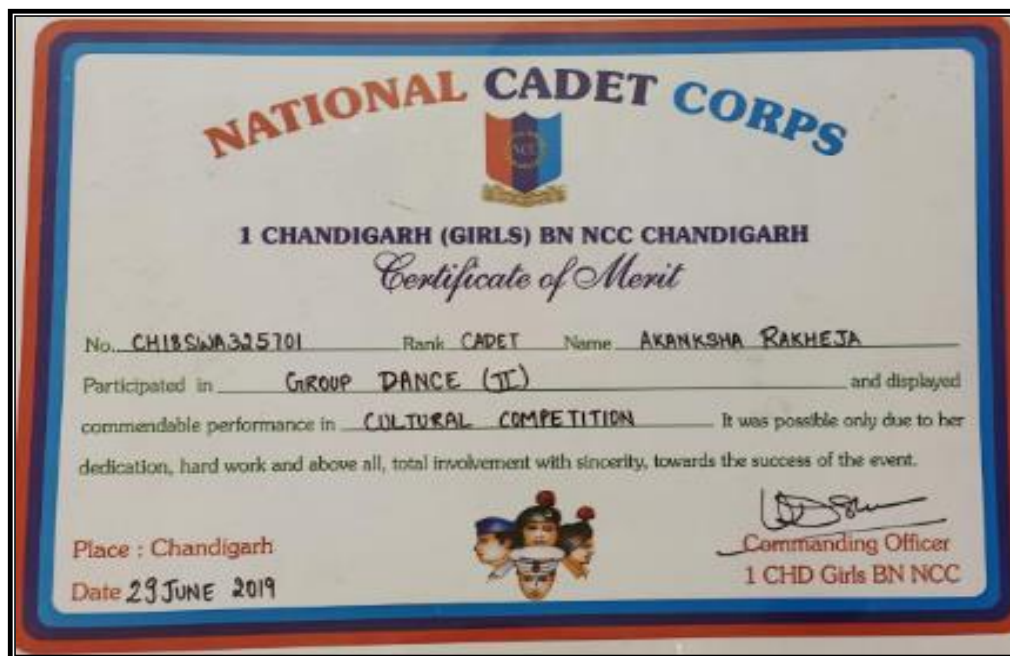 NATIONAL CADET CORPS
NCC
1 CHANDIGARH (GIRLS) BN NCC CHANDIGARH
Certificate of Merit
No. CH18SWA325701 Rank CADET Name AKANKSHA RAKHEJA
Participated in GROUP DANCE (II) and displayed
commendable performance in CULTURAL COMPETITION It was possible only due to her
dedication, hard work and above all, total involvement with sincerity, towards the success of the event.
Place : Chandigarh
Commanding Officer
Date 29 JUNE 2019
1 CHD Girls BN NCC